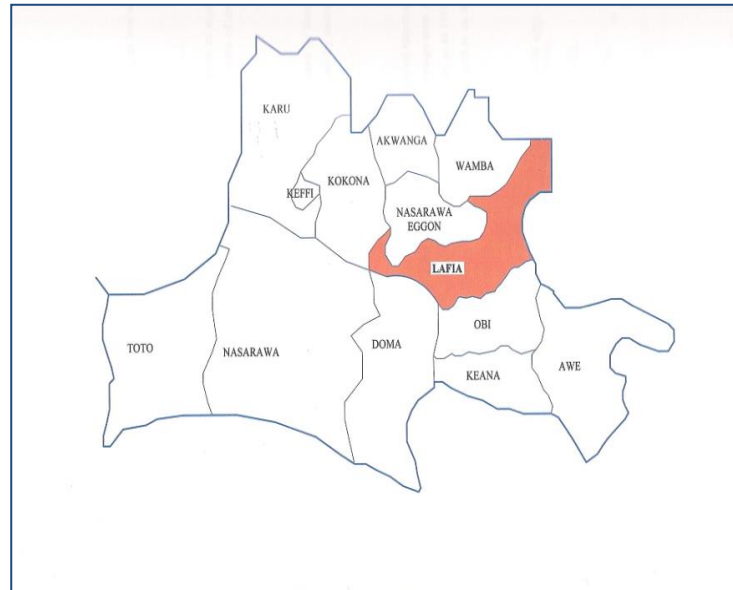 KARU
AKWANGA
WAMBA
KEFFI
KOKONA
NASARAWA
EGGON
LAFIA
OBI
TOTO
NASARAWA
DOMA
KEANA
AWE